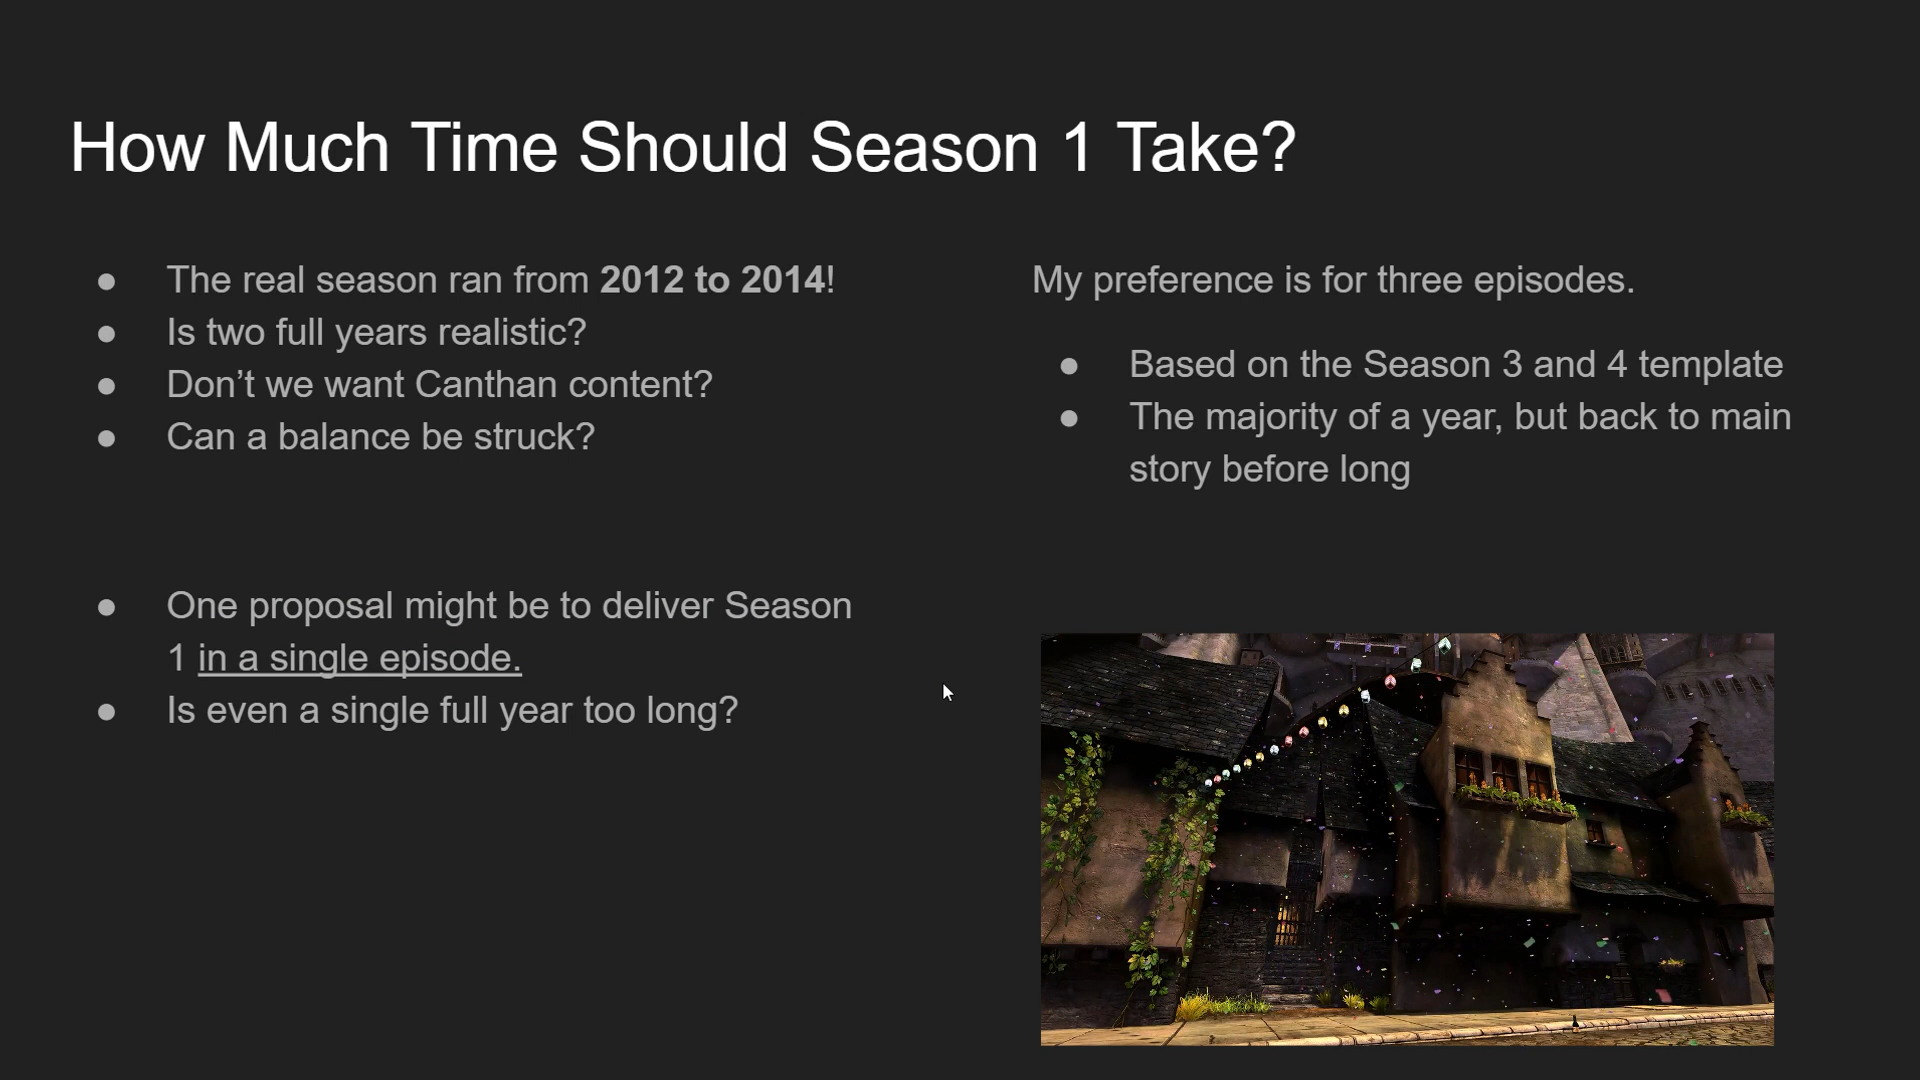 How Much Time Should Season 1 Take?
● The real season ran from 2012 to 2014!
● Is two full years realistic?
● Don’t we want Canthan content?
● Can a balance be struck?
● One proposal might be to deliver Season
1 in a single episode.
● Is even a single full year too long?
My preference is for three episodes.
● Based on the Season 3 and 4 template
● The majority of a year, but back to main
story before long